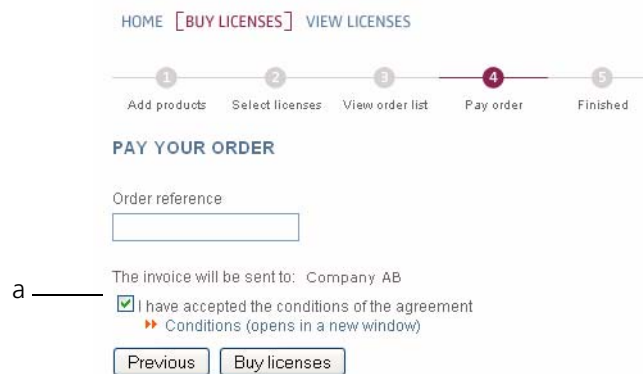 HOME [BUY LICENSES] VIEW LICENSES
1 2 3 4 5
Add products Select licenses View order list Pay order Finished
PAY YOUR ORDER
Order reference
The invoice will be sent to: Company AB
a
I have accepted the conditions of the agreement
Conditions (opens in a new window)
Previous Buy licenses